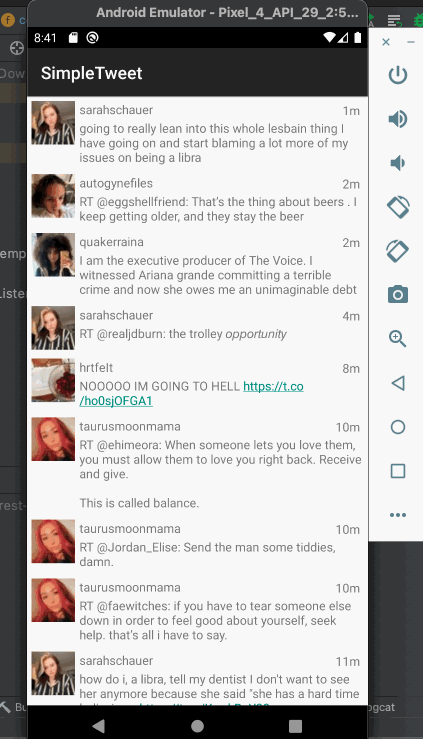 Android Emulator - Pixel_4_API_29_2:5...
8:41
SimpleTweet
sarahschauer 1m
going to really lean into this whole lesbain thing I
have going on and start blaming a lot more of my
issues on being a libra
autogynefiles 2m
RT @eggshellfriend: That's the thing about beers . I
keep getting older, and they stay the beer
quakerraina 2m
I am the executive producer of The Voice. I
witnessed Ariana grande committing a terrible
crime and now she owes me an unimaginable debt
sarahschauer 4m
RT @realjdburn: the trolley opportunity
hrtfelt 8m
NOOOOO IM GOING TO HELL https://t.co
/ho0sjOFGA1
taurusmoonmama 10m
RT @ehimeora: When someone lets you love them,
you must allow them to love you right back. Receive
and give.
This is called balance.
taurusmoonmama 10m
RT @Jordan_Elise: Send the man some tiddies,
damn.
taurusmoonmama 10m
RT @faewitches: if you have to tear someone else
down in order to feel good about yourself, seek
help. that's all i have to say.
sarahschauer 11m
how do i, a libra, tell my dentist I don't want to see
her anymore because she said "she has a hard time